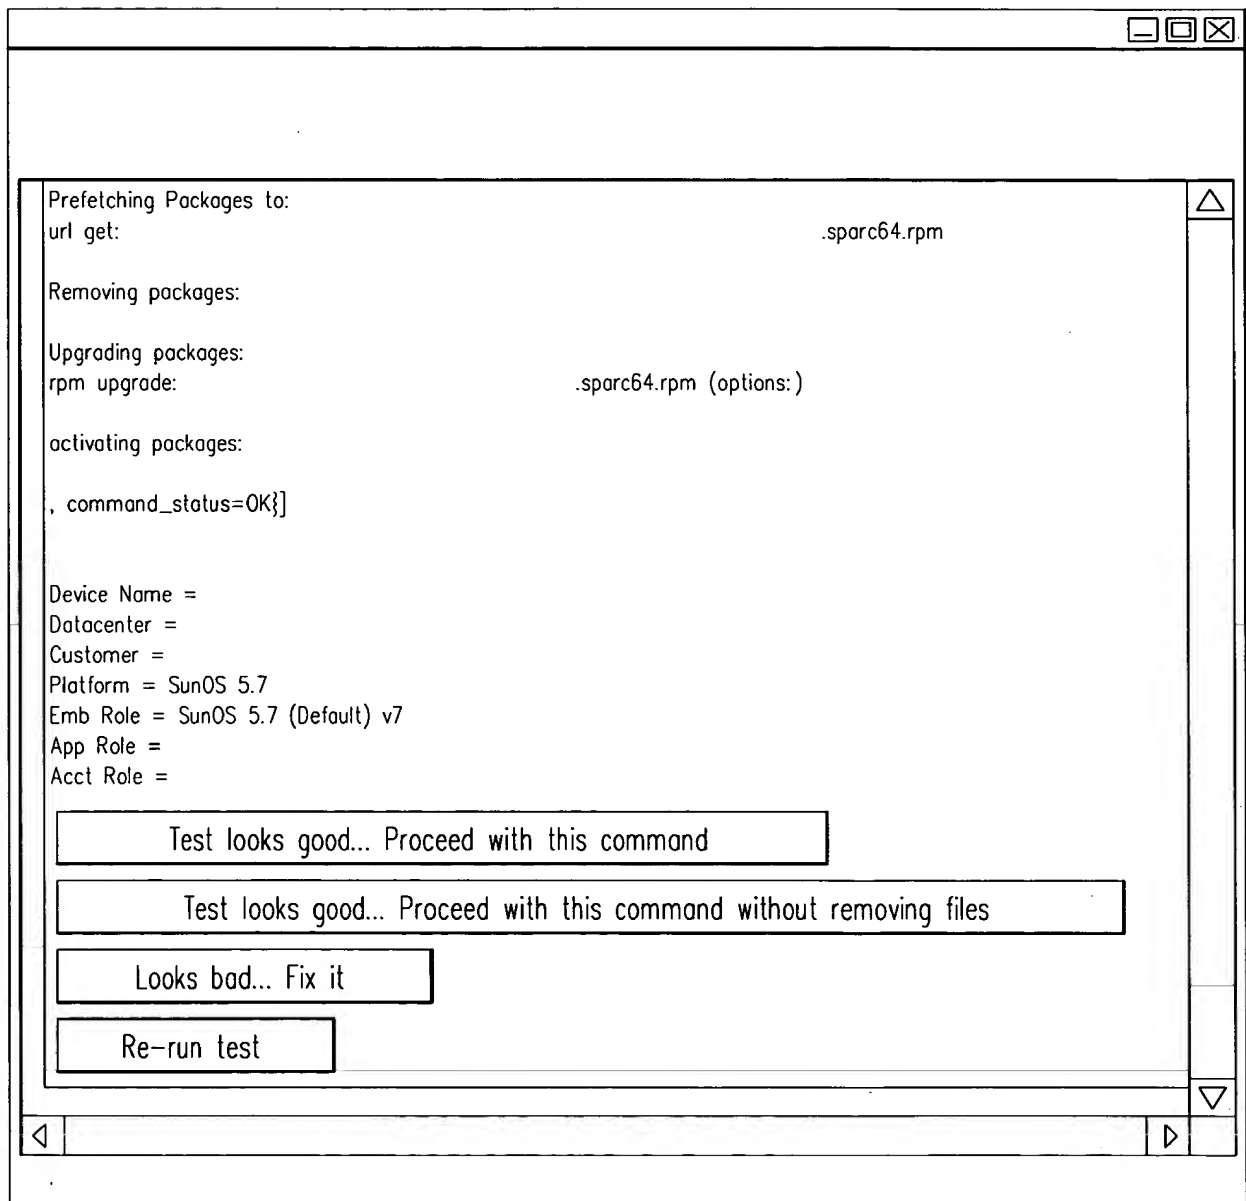 Prefetching Packages to:
url get: .sparc64.rpm
Removing packages:
Upgrading packages:
rpm upgrade: .sparc64.rpm (options:)
activating packages:
, command_status=OK}]
Device Name =
Datacenter =
Customer =
Platform = SunOS 5.7
Emb Role = SunOS 5.7 (Default) v7
App Role =
Acct Role =
Test looks good... Proceed with this command
Test looks good... Proceed with this command without removing files
Looks bad... Fix it
Re-run test